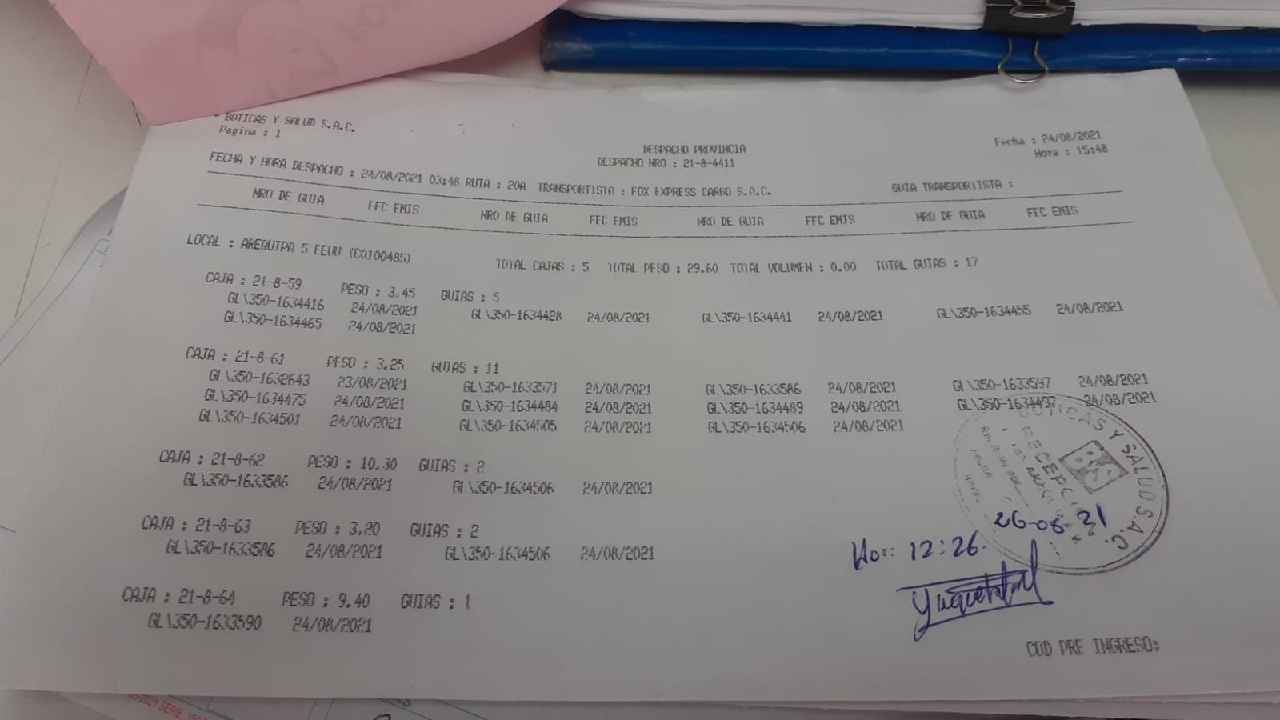 BOTICAS Y SALUD S.A.C.
Pagina : 1
Fecha : 24/08/2021
Hora : 15:48
DESPACHO PROVINCIA
DESPACHO NRO : 21-8-4411
FECHA Y HORA DESPACHO : 24/08/2021 03:48 RUTA : 20A TRANSPORTISTA : FOX EXPRESS CARGO S.A.C. GUIA TRANSPORTISTA :
NRO DE GUIA FEC EMIS NRO DE GUIA FEC EMIS NRO DE GUIA FEC EMIS NRO DE GUIA FEC EMIS
LOCAL : AREQUIPA 5 EEUU (CO100485) TOTAL CAJAS : 5 TOTAL PESO : 29.60 TOTAL VOLUMEN : 0.00 TOTAL GUIAS : 17
CAJA : 21-8-59 PESO : 3.45 GUIAS : 5
GL\350-1634416 24/08/2021 GL\350-1634428 24/08/2021 GL\350-1634441 24/08/2021 GL\350-1634455 24/08/2021
GL\350-1634465 24/08/2021
CAJA : 21-8-61 PESO : 3.25 GUIAS : 11
GL\350-1632643 23/08/2021 GL\350-1633571 24/08/2021 GL\350-1633586 24/08/2021 GL\350-1633597 24/08/2021
GL\350-1634475 24/08/2021 GL\350-1634484 24/08/2021 GL\350-1634489 24/08/2021 GL\350-1634497 24/08/2021
GL\350-1634501 24/08/2021 GL\350-1634505 24/08/2021 GL\350-1634506 24/08/2021
CAJA : 21-8-62 PESO : 10.30 GUIAS : 2
GL\350-1633586 24/08/2021 GL\350-1634506 24/08/2021
CAJA : 21-8-63 PESO : 3.20 GUIAS : 2
GL\350-1633586 24/08/2021 GL\350-1634506 24/08/2021
CAJA : 21-8-64 PESO : 9.40 GUIAS : 1
GL\350-1633590 24/08/2021
BOTICAS Y SALUD S.A.C.
BS
26-08-21
Hor: 12:26.
COD PRE INGRESO: